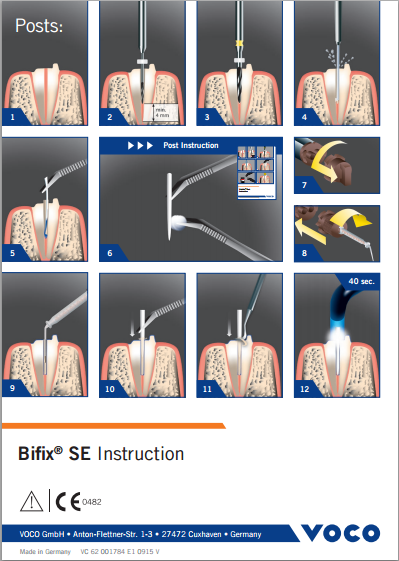 Posts:
1
2
min.
4 mm
3
4
5
Post Instruction
6
7
8
9
10
11
40 sec.
12
Bifix® SE Instruction
CE 0482
VOCO GmbH • Anton-Flettner-Str. 1-3 • 27472 Cuxhaven • Germany
VOCO
Made in Germany VC 62 001784 E1 0915 V